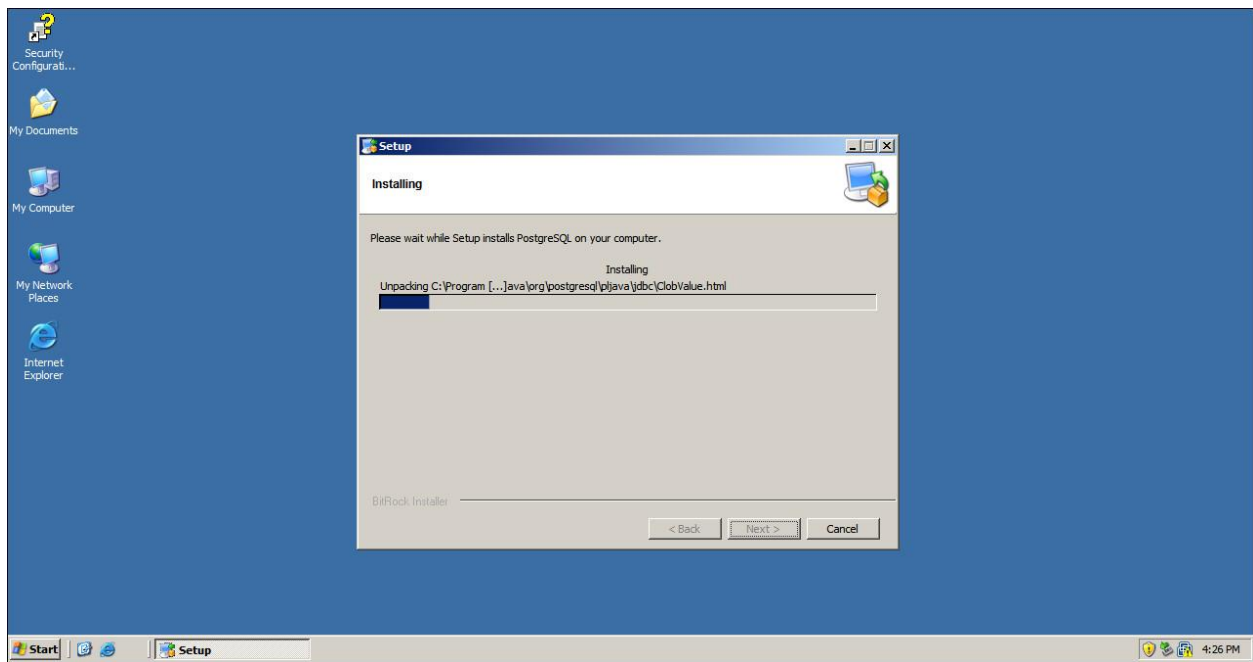 Security
Configurati...
My Documents
My Computer
My Network
Places
Internet
Explorer
Setup
Installing
Please wait while Setup installs PostgreSQL on your computer.
Installing
Unpacking C:\Program [...]ava\org\postgresql\pljava\jdbc\ClobValue.html
BitRock Installer
< Back
Next >
Cancel
Start
Setup
4:26 PM